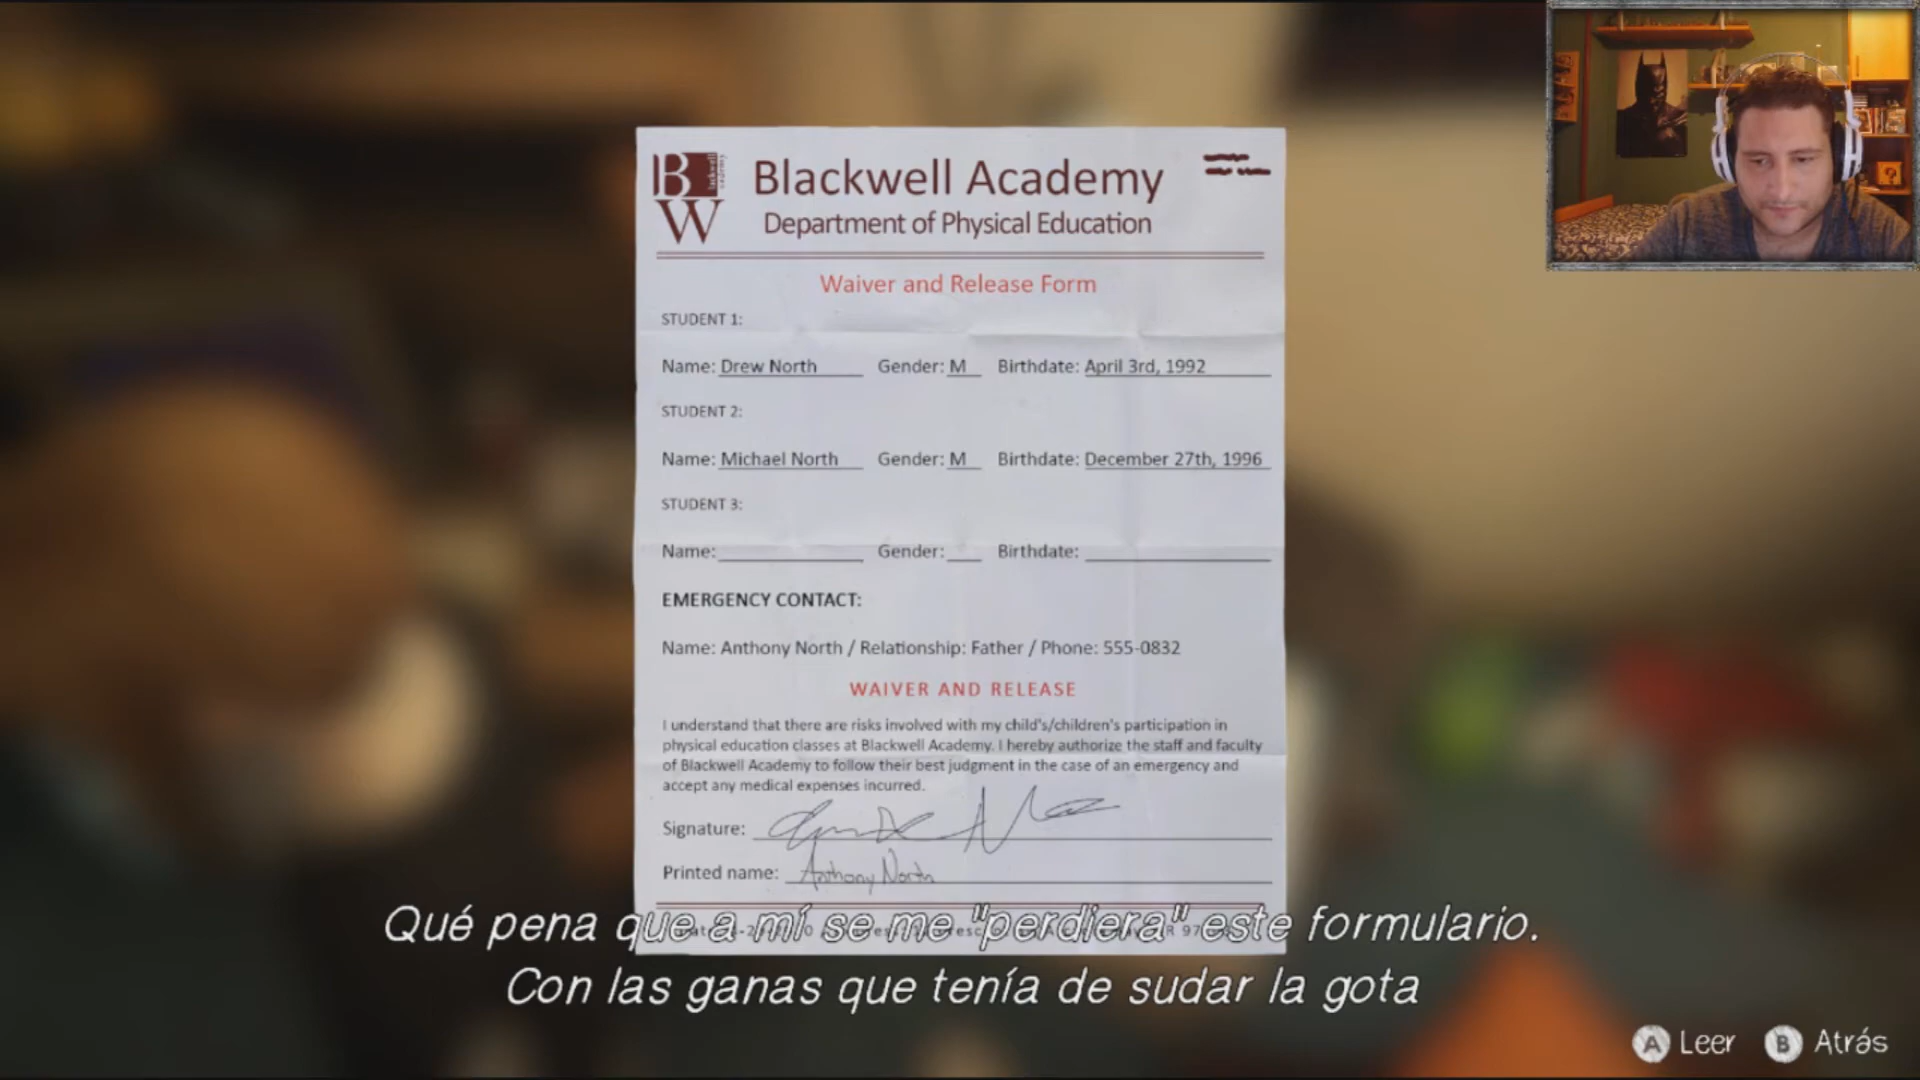 BW Blackwell Academy
Department of Physical Education
Waiver and Release Form
STUDENT 1:
Name: Drew North Gender: M Birthdate: April 3rd, 1992
STUDENT 2:
Name: Michael North Gender: M Birthdate: December 27th, 1996
STUDENT 3:
Name: Gender: Birthdate:
EMERGENCY CONTACT:
Name: Anthony North / Relationship: Father / Phone: 555-0832
WAIVER AND RELEASE
I understand that there are risks involved with my child's/children's participation in
physical education classes at Blackwell Academy. I hereby authorize the staff and faculty
of Blackwell Academy to follow their best judgment in the case of an emergency and
accept any medical expenses incurred.
Signature:
Printed name: Anthony North
Qué pena que a mí se me "perdiera" este formulario.
Con las ganas que tenía de sudar la gota
A Leer B Atrás